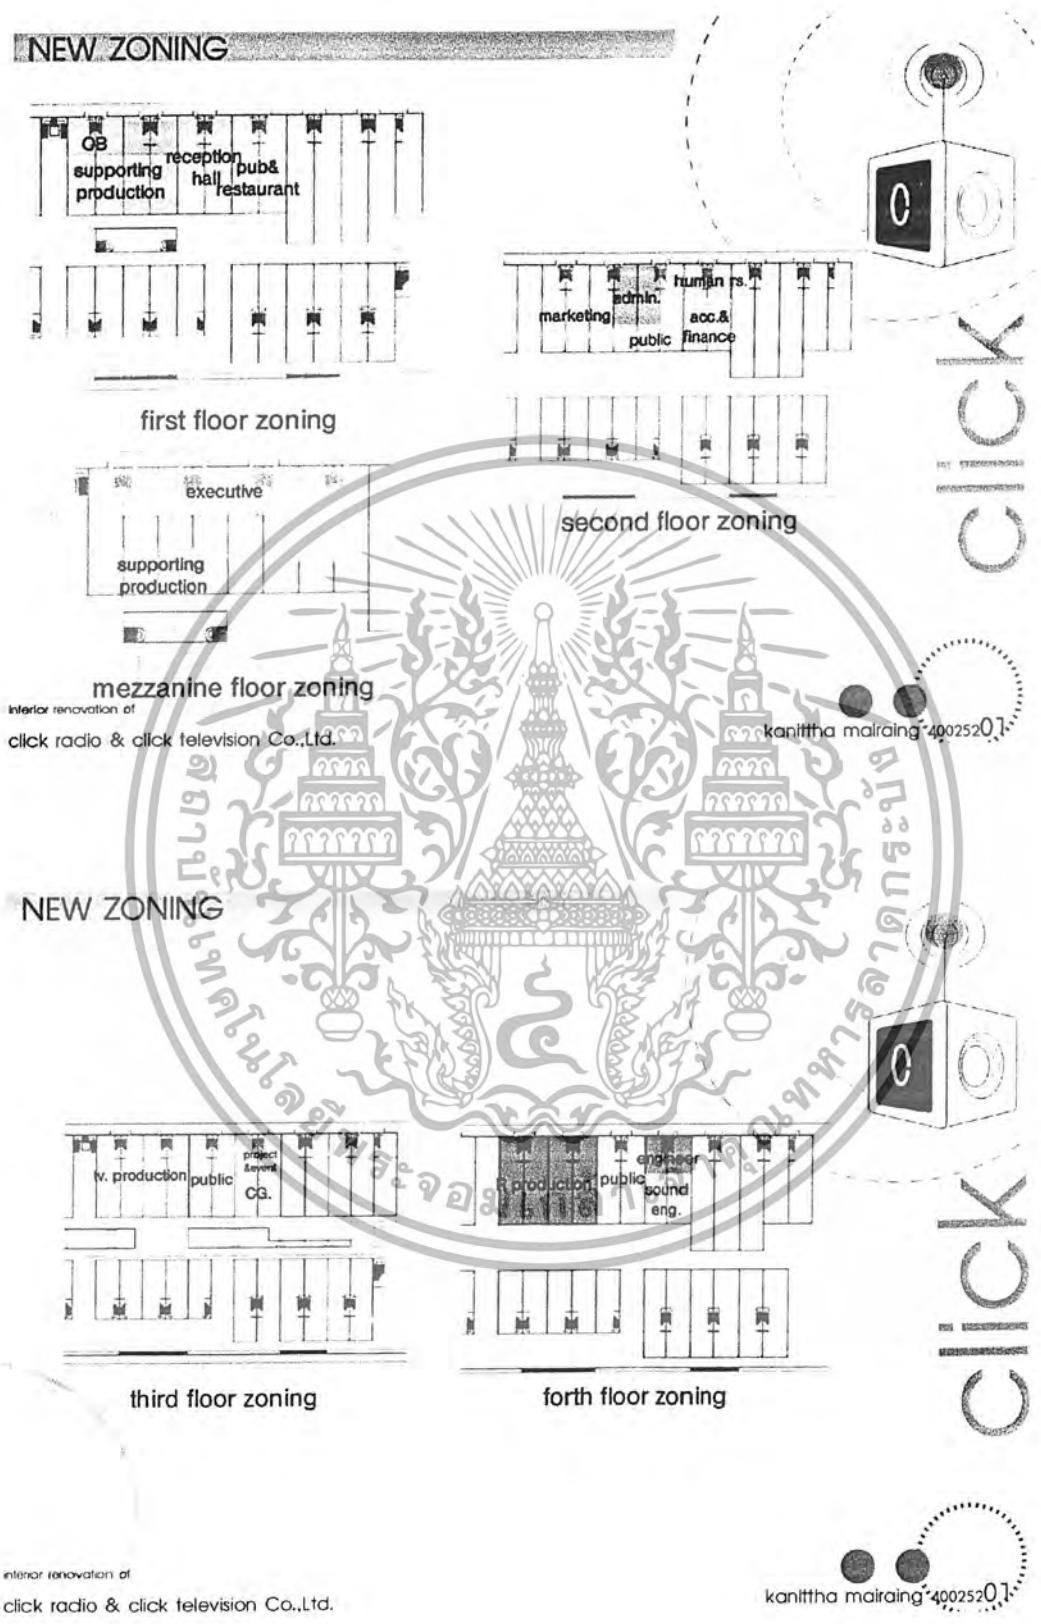 NEW ZONING
OB
supporting
production
reception
hall
pub&
restaurant
first floor zoning
marketing
admin.
public
human rs.
acc.&
finance
second floor zoning
executive
supporting
production
mezzanine floor zoning
interior renovation of
click radio & click television Co.,Ltd.
C
click
kanittha mairaing 40025201
NEW ZONING
tv. production
public
project
&event
CG.
third floor zoning
R production
public
engineer
sound
eng.
forth floor zoning
interior renovation of
click radio & click television Co.,Ltd.
C
click
kanittha mairaing 40025201